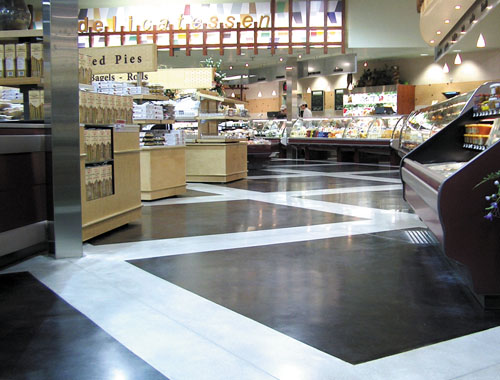 delicatessen
ed Pies
Bagels - Rolls